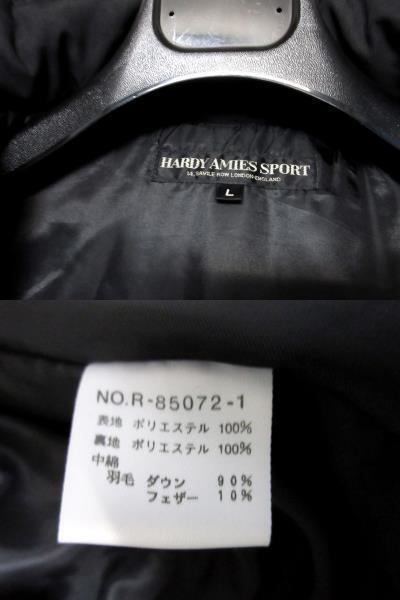 HARDY AMIES SPORT
14, SAVILE ROW LONDON ENGLAND
L
NO.R-85072-1
表地 ポリエステル 100%
裏地 ポリエステル 100%
中綿
羽毛 ダウン 90%
フェザー 10%